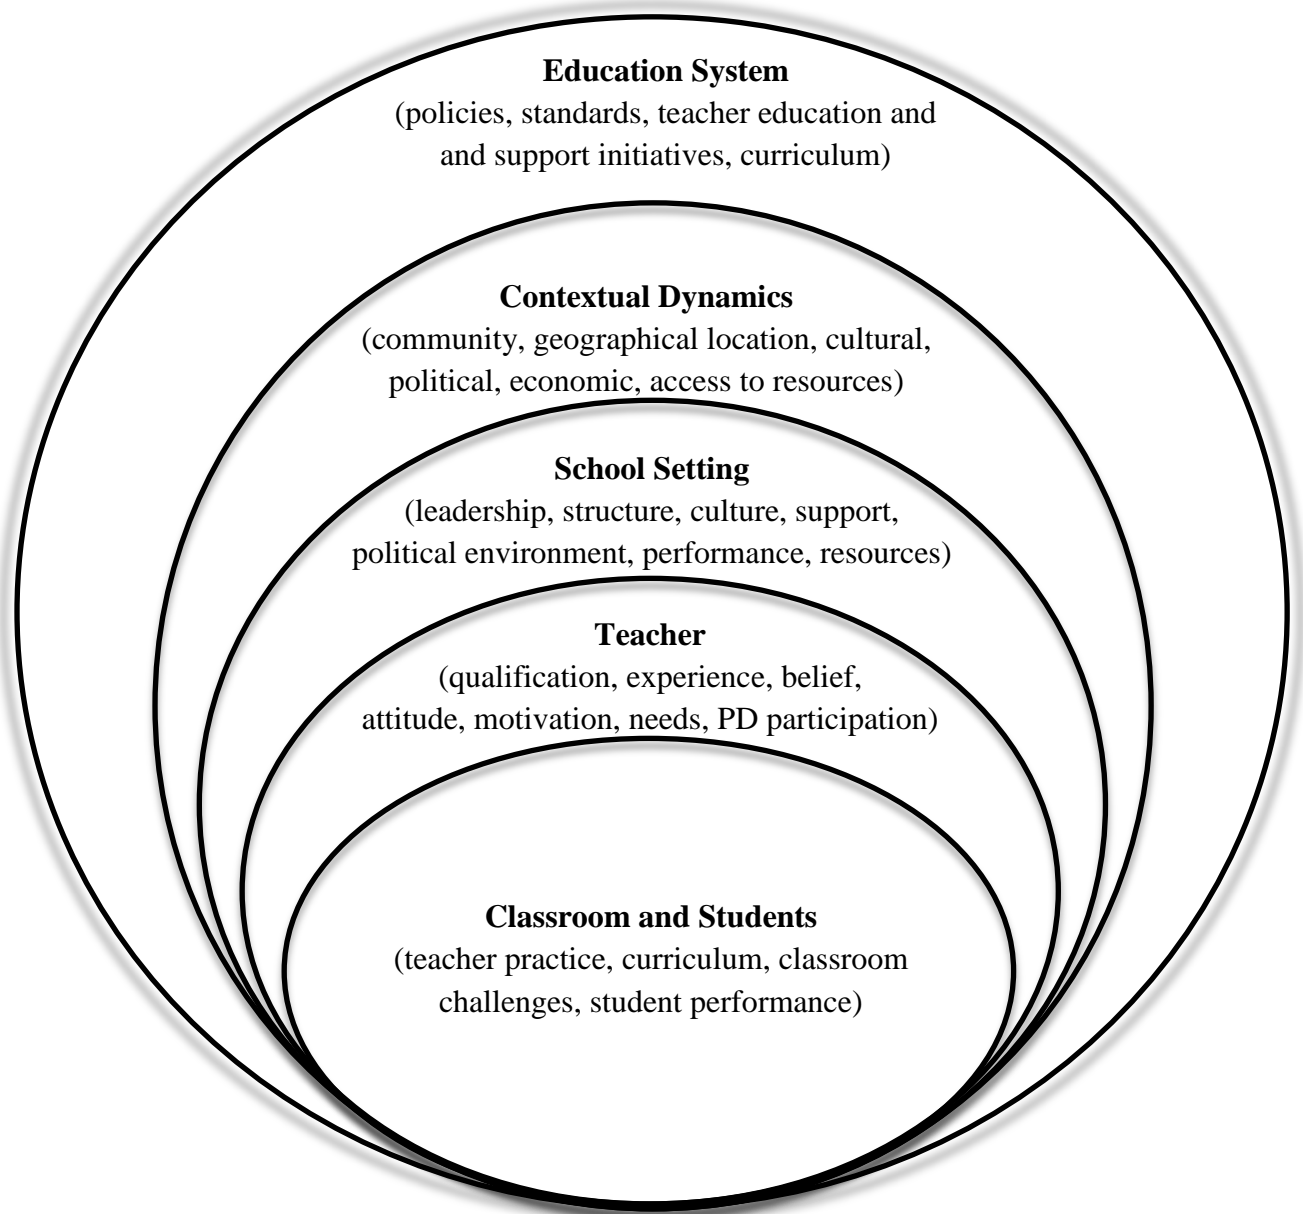 Education System
(policies, standards, teacher education and
and support initiatives, curriculum)
Contextual Dynamics
(community, geographical location, cultural,
political, economic, access to resources)
School Setting
(leadership, structure, culture, support,
political environment, performance, resources)
Teacher
(qualification, experience, belief,
attitude, motivation, needs, PD participation)
Classroom and Students
(teacher practice, curriculum, classroom
challenges, student performance)